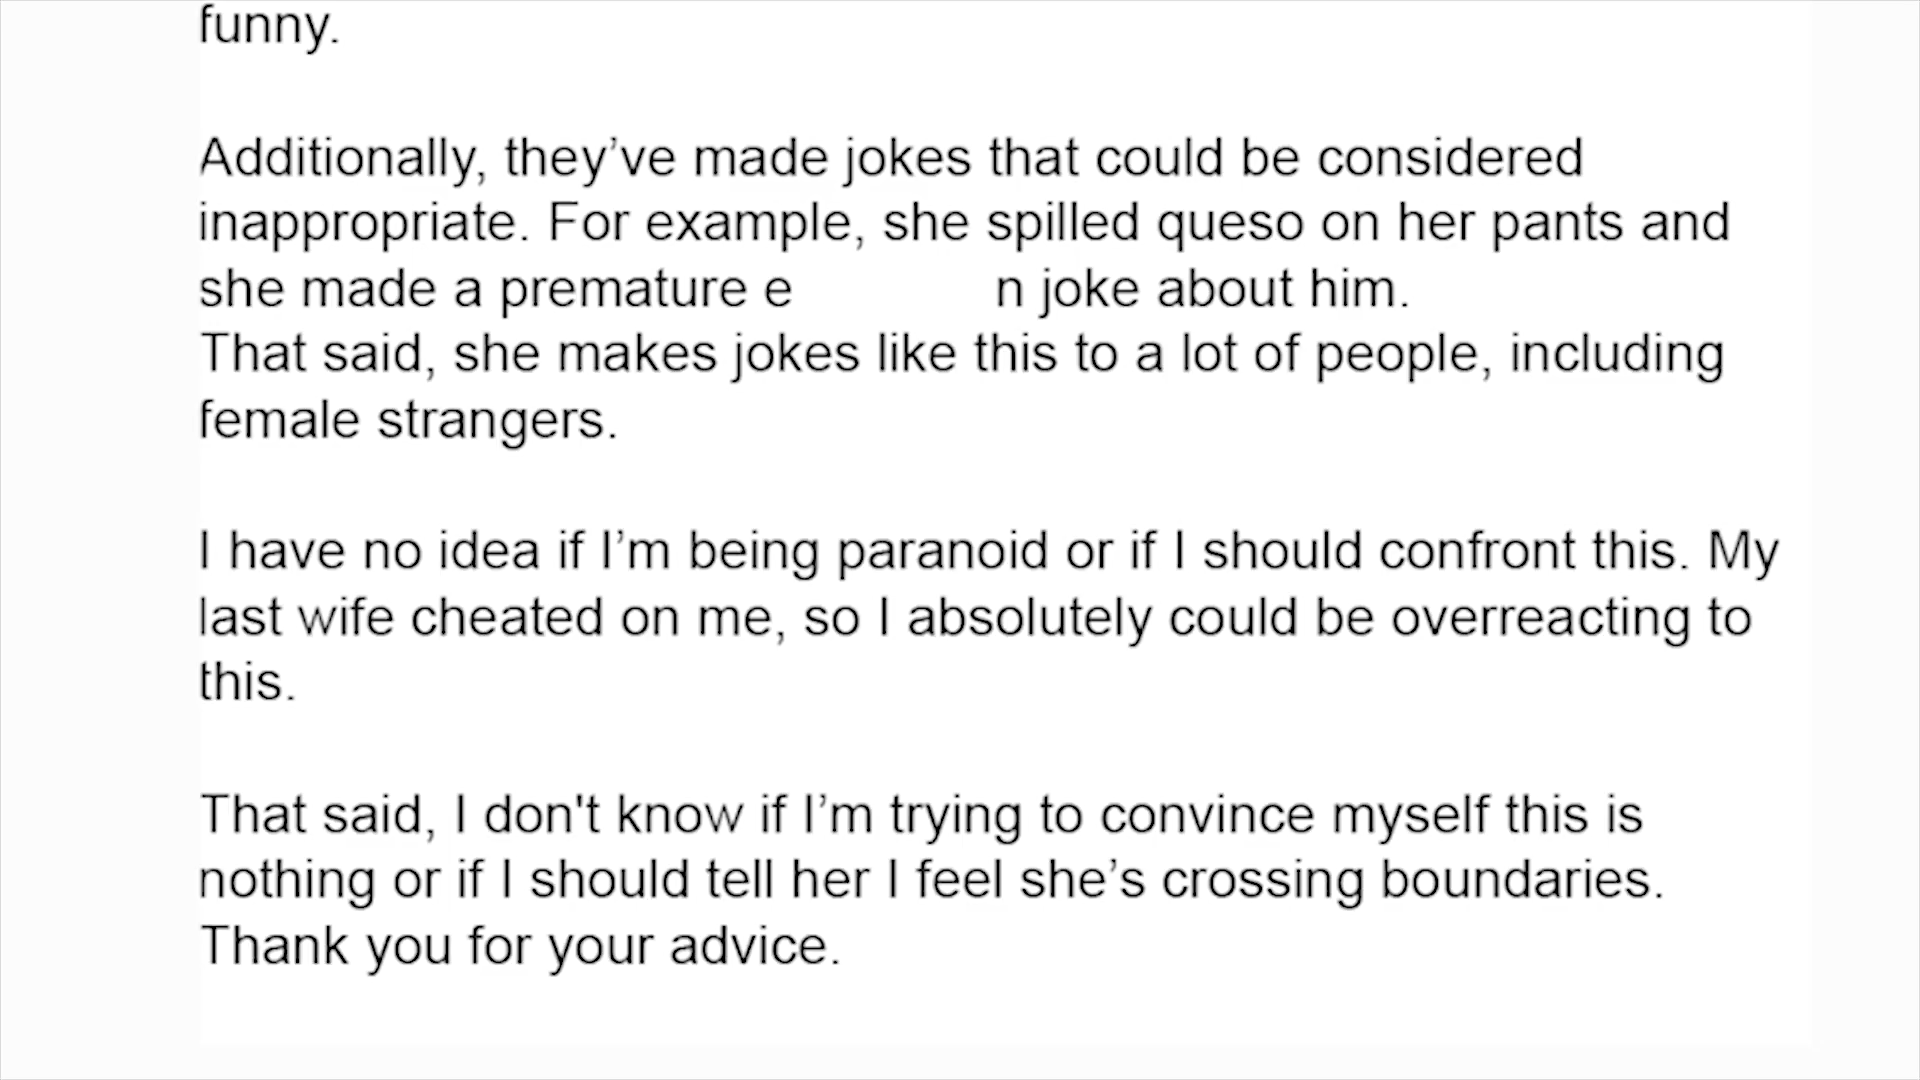 funny.
Additionally, they’ve made jokes that could be considered
inappropriate. For example, she spilled queso on her pants and
she made a premature e n joke about him.
That said, she makes jokes like this to a lot of people, including
female strangers.
I have no idea if I’m being paranoid or if I should confront this. My
last wife cheated on me, so I absolutely could be overreacting to
this.
That said, I don't know if I’m trying to convince myself this is
nothing or if I should tell her I feel she’s crossing boundaries.
Thank you for your advice.